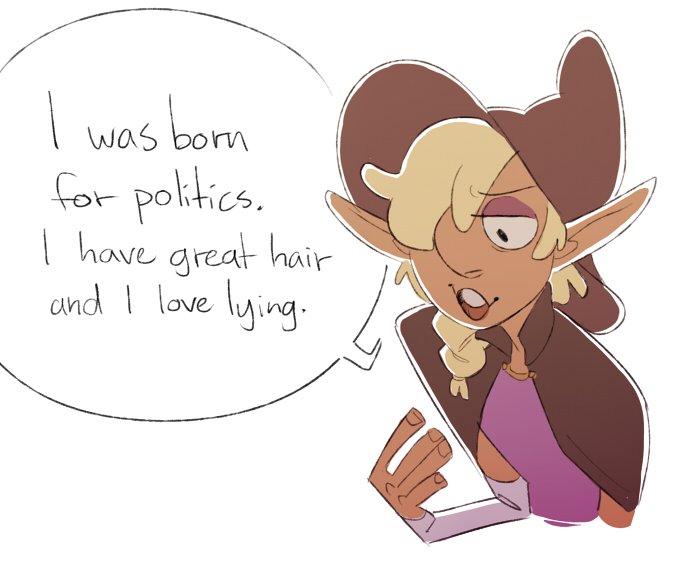 I was born
for politics.
I have great hair
and I love lying.